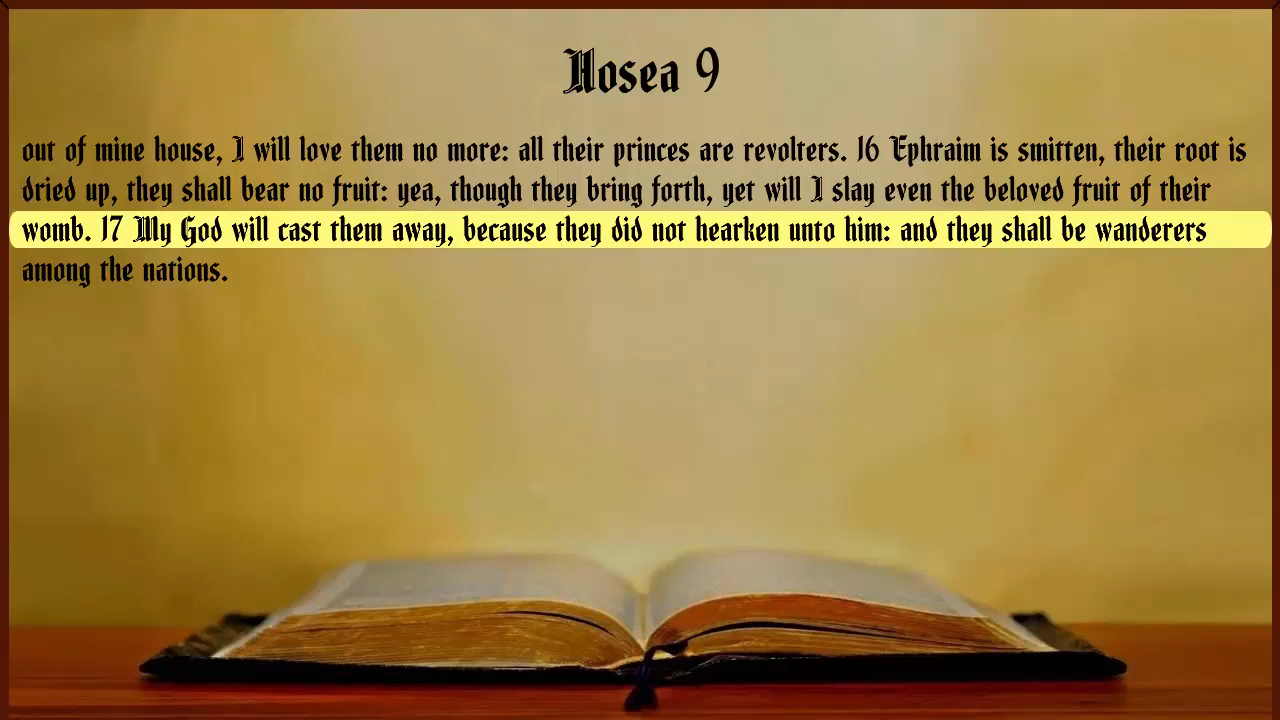 Hosea 9
out of mine house, I will love them no more: all their princes are revolters. 16 Ephraim is smitten, their root is
dried up, they shall bear no fruit: yea, though they bring forth, yet will I slay even the beloved fruit of their
womb. 17 My God will cast them away, because they did not hearken unto him: and they shall be wanderers
among the nations.